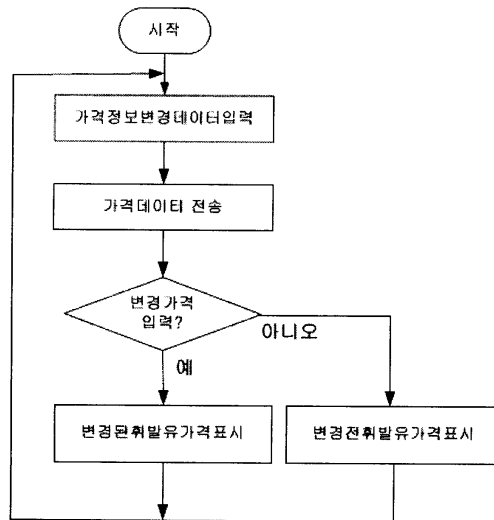 시작
가격정보변경데이터입력
가격데이터 전송
변경가격
입력?
아니오
예
변경된휘발유가격표시
변경전휘발유가격표시